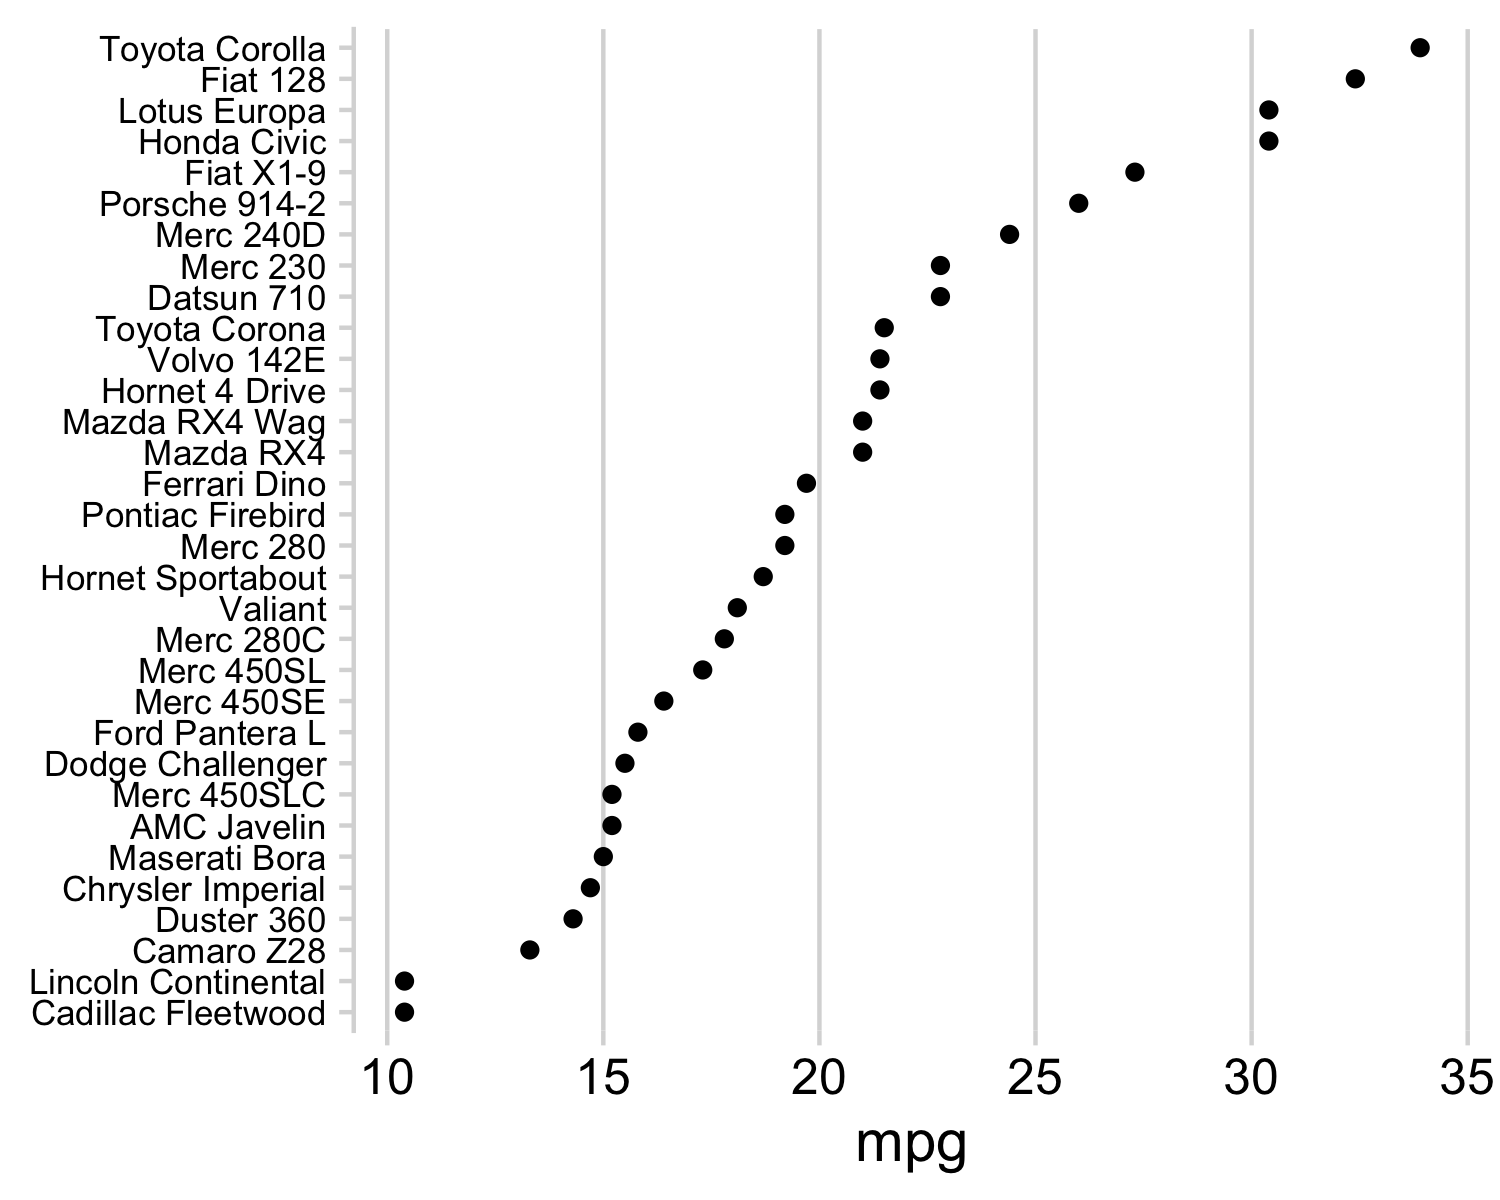 Toyota Corolla
Fiat 128
Lotus Europa
Honda Civic
Fiat X1-9
Porsche 914-2
Merc 240D
Merc 230
Datsun 710
Toyota Corona
Volvo 142E
Hornet 4 Drive
Mazda RX4 Wag
Mazda RX4
Ferrari Dino
Pontiac Firebird
Merc 280
Hornet Sportabout
Valiant
Merc 280C
Merc 450SL
Merc 450SE
Ford Pantera L
Dodge Challenger
Merc 450SLC
AMC Javelin
Maserati Bora
Chrysler Imperial
Duster 360
Camaro Z28
Lincoln Continental
Cadillac Fleetwood
10 15 20 25 30 35
mpg